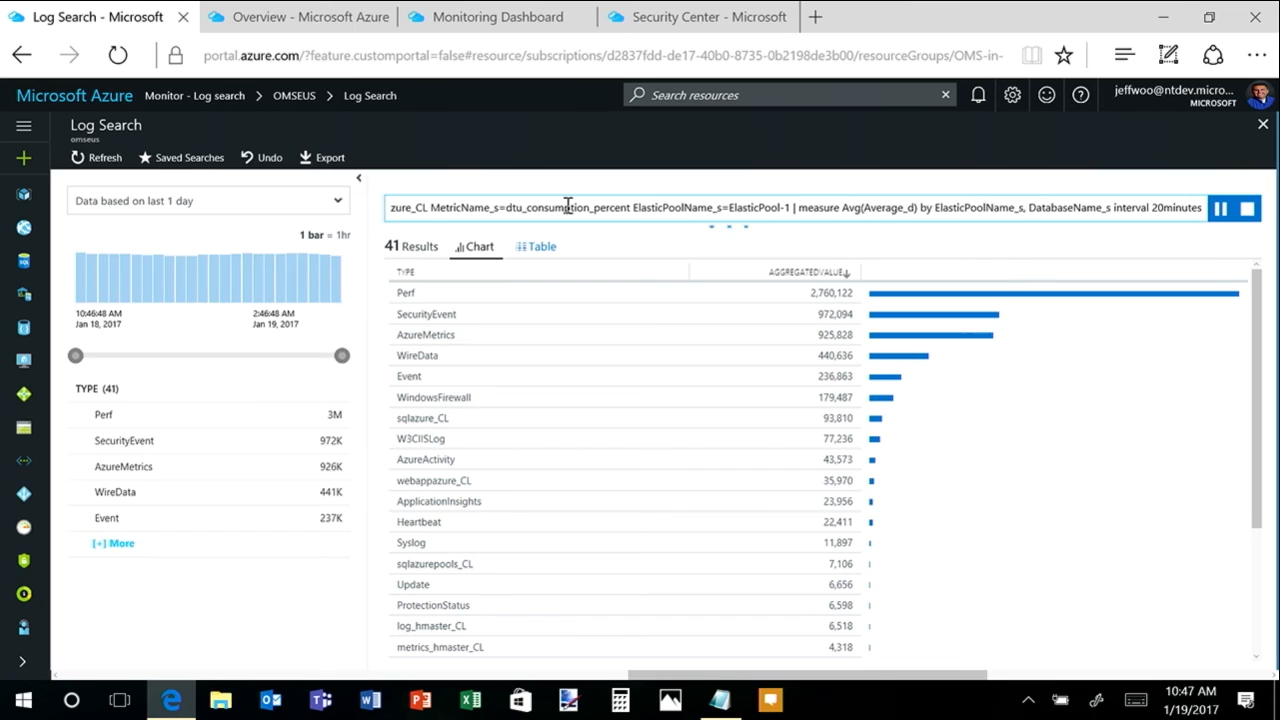 Log Search - Microsoft
Overview - Microsoft Azure
Monitoring Dashboard
Security Center - Microsoft
portal.azure.com/?feature.customportal=false#resource/subscriptions/d2837fdd-de17-40b0-8735-0b2198de3b00/resourceGroups/OMS-in-
Microsoft Azure
Monitor - Log search
OMSEUS
Log Search
Search resources
jeffwoo@ntdev.micro...
MICROSOFT
Log Search
omseus
Refresh
Saved Searches
Undo
Export
Data based on last 1 day
zure_CL MetricName_s=dtu_consumption_percent ElasticPoolName_s=ElasticPool-1 | measure Avg(Average_d) by ElasticPoolName_s, DatabaseName_s interval 20minutes
1 bar = 1hr
10:46:48 AM
Jan 18, 2017
2:46:48 AM
Jan 19, 2017
TYPE (41)
Perf 3M
SecurityEvent 972K
AzureMetrics 926K
WireData 441K
Event 237K
[+] More
41 Results
Chart
Table
TYPE AGGREGATEDVALUE
Perf 2,760,122
SecurityEvent 972,094
AzureMetrics 925,828
WireData 440,636
Event 236,863
WindowsFirewall 179,487
sqlazure_CL 93,810
W3CIISLog 77,236
AzureActivity 43,573
webappazure_CL 35,970
ApplicationInsights 23,956
Heartbeat 22,411
Syslog 11,897
sqlazurepools_CL 7,106
Update 6,656
ProtectionStatus 6,598
log_hmaster_CL 6,518
metrics_hmaster_CL 4,318
10:47 AM
1/19/2017